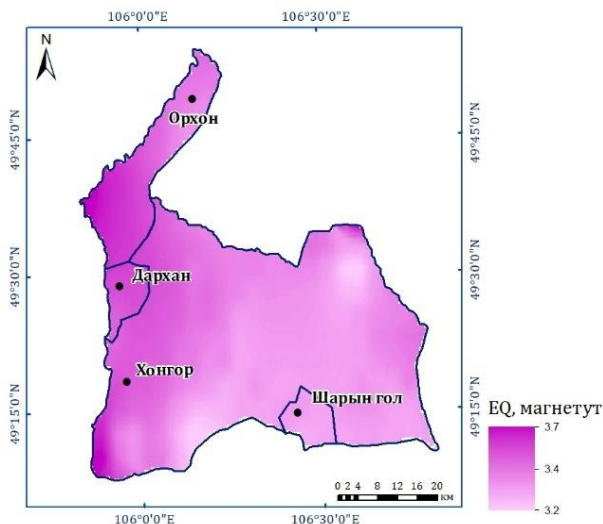 106°0'0"E
106°3.0"E
N
49°45'0"N
49°45'0"N
Орхон
49°30'0"N
49°30'0"N
Дархан
Хонгор
Шарын гол
49°15'0"N
49°15'0"N
EQ, магнетут
3.7
3.4
3.2
0 2 4 8 12 16 20
км
106°0'0"E
106°30'0"E